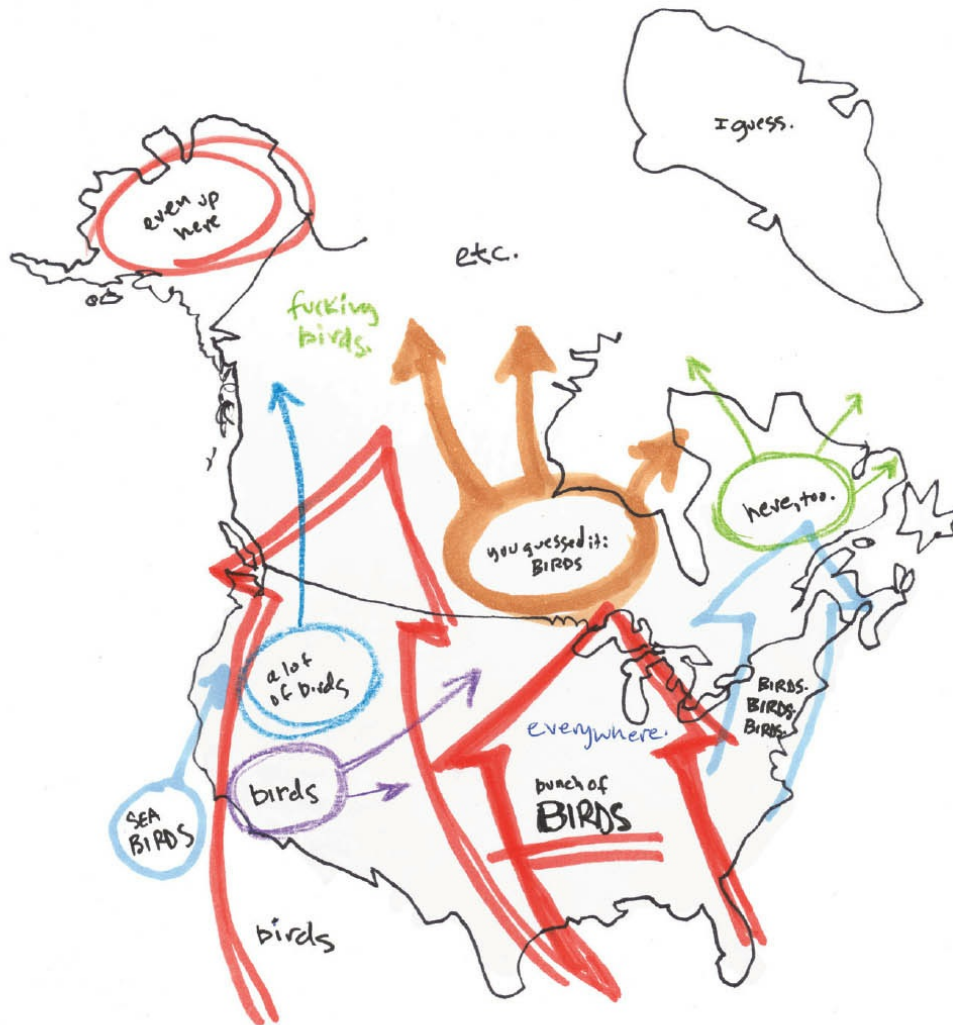 I guess.
even up
here
etc.
fucking
birds.
you guessed it:
BIRDS
here, too.
a lot
of birds
BIRDS.
BIRDS.
BIRDS.
everywhere.
birds
bunch of
BIRDS
SEA
BIRDS
birds